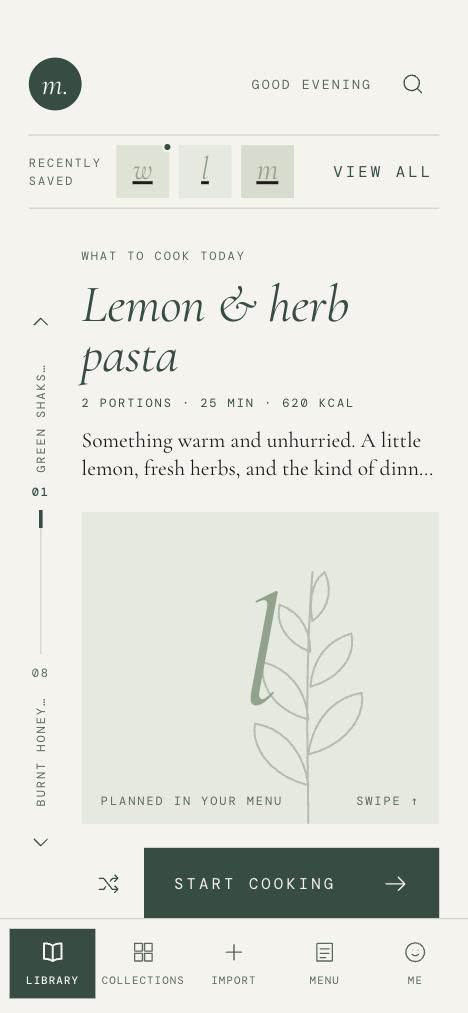 m.
GOOD EVENING
RECENTLY
SAVED
w
l
m
VIEW ALL
WHAT TO COOK TODAY
Lemon & herb
pasta
2 PORTIONS · 25 MIN · 620 KCAL
Something warm and unhurried. A little
lemon, fresh herbs, and the kind of dinn…
GREEN SHAKS…
01
08
BURNT HONEY…
l
PLANNED IN YOUR MENU
SWIPE ↑
START COOKING
LIBRARY
COLLECTIONS
IMPORT
MENU
ME